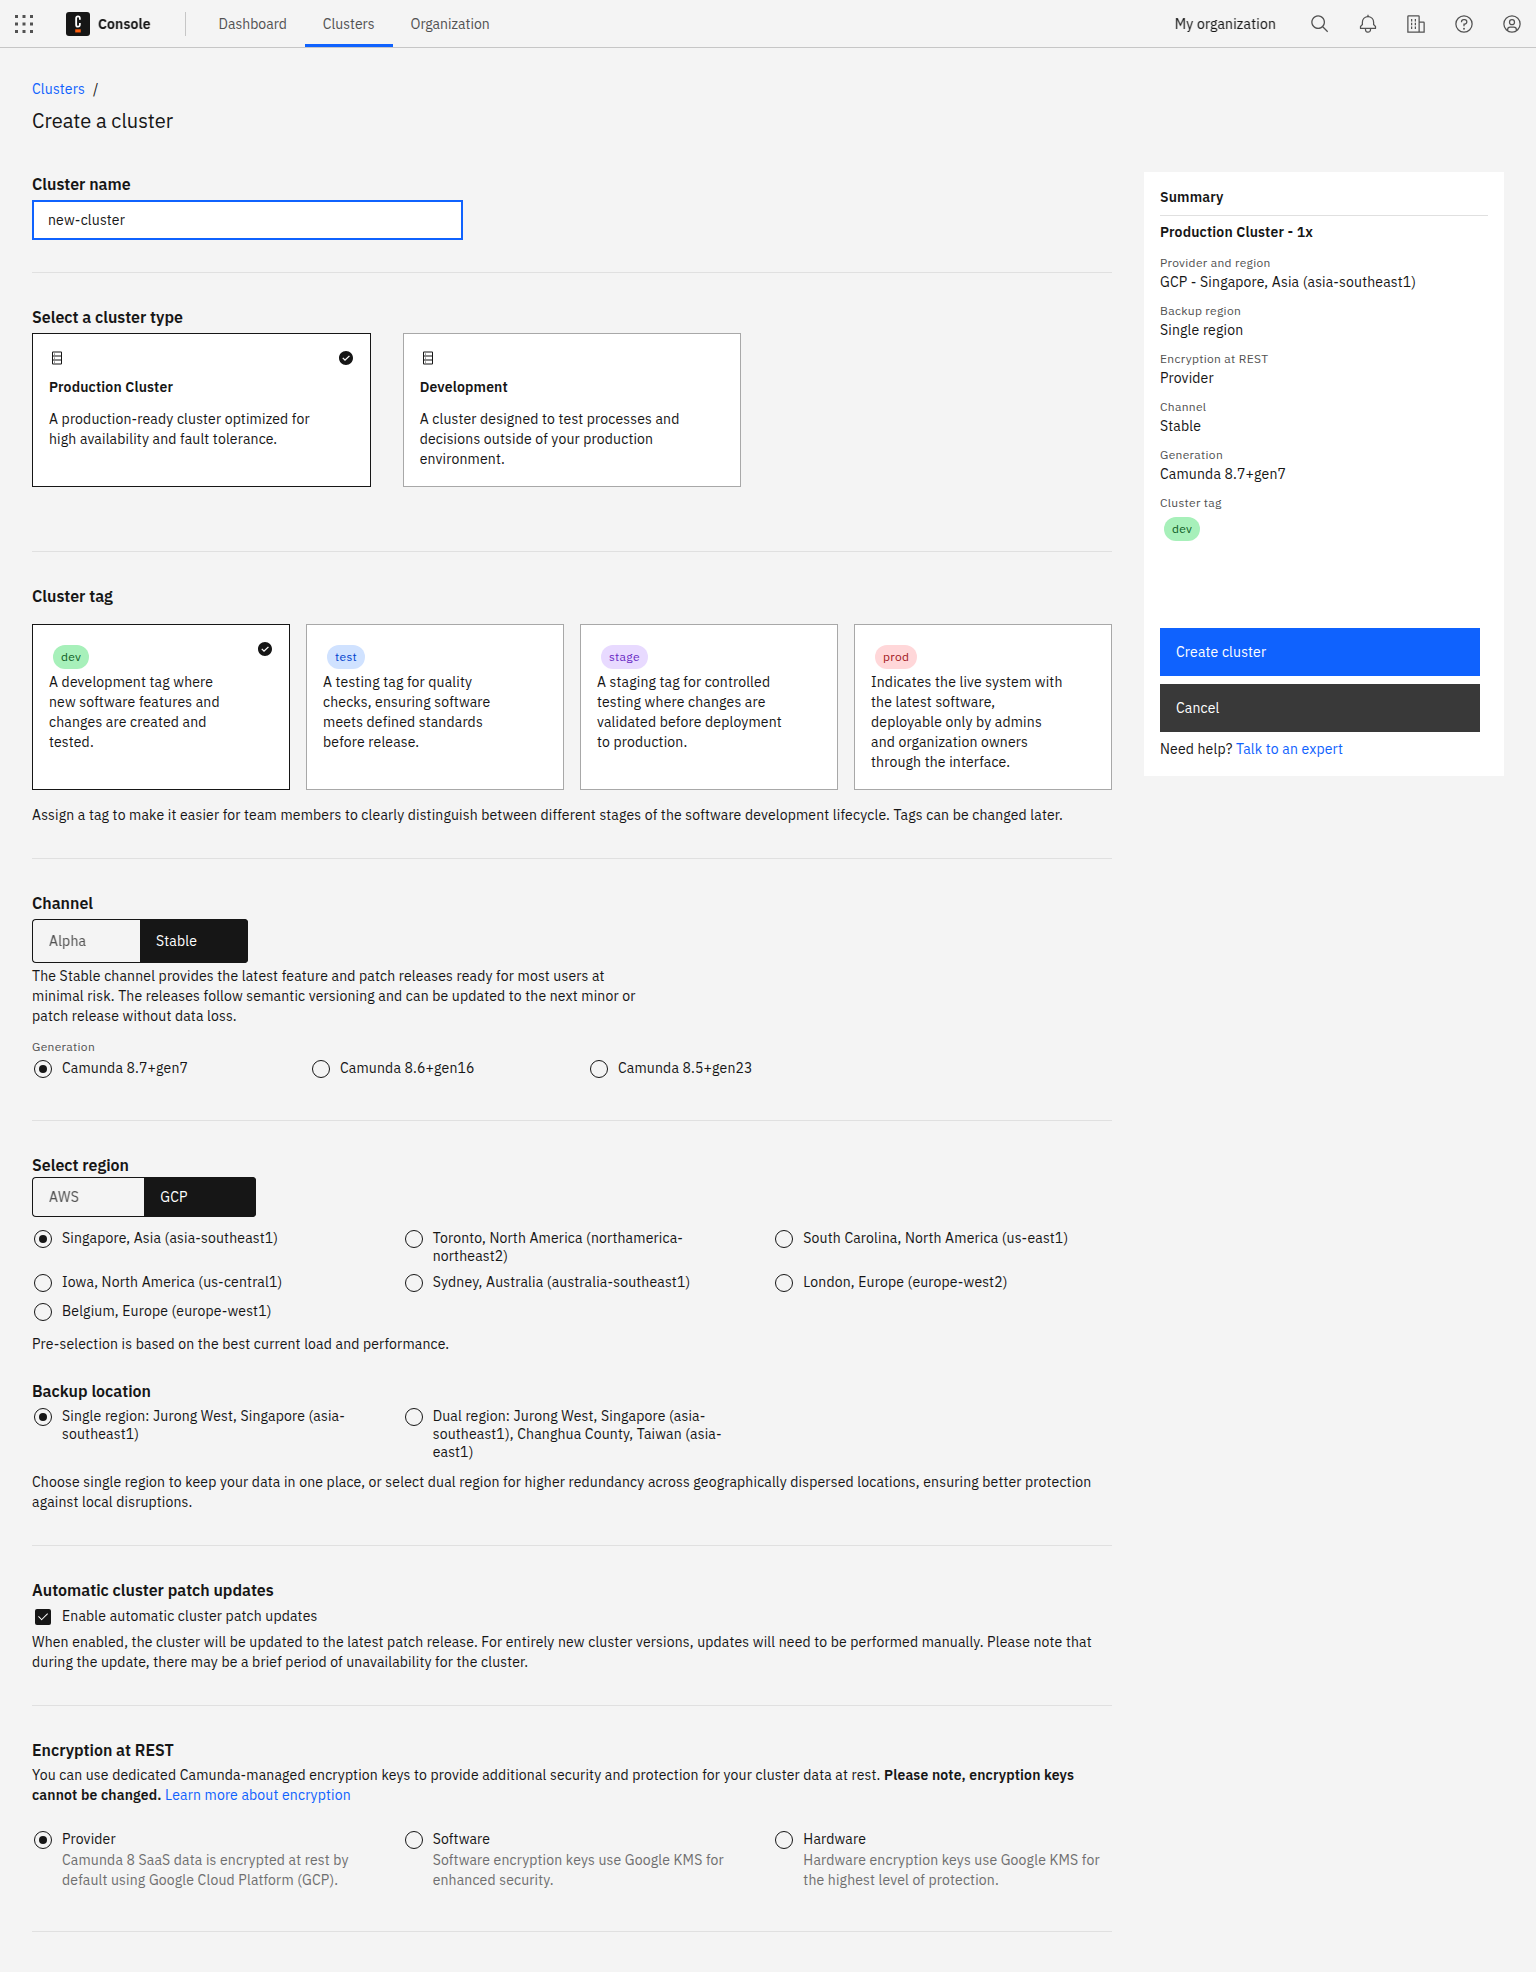 Console
Dashboard
Clusters
Organization
My organization
Clusters /
Create a cluster
Cluster name
new-cluster
Select a cluster type
Production Cluster
A production-ready cluster optimized for
high availability and fault tolerance.
Development
A cluster designed to test processes and
decisions outside of your production
environment.
Cluster tag
dev
A development tag where
new software features and
changes are created and
tested.
test
A testing tag for quality
checks, ensuring software
meets defined standards
before release.
stage
A staging tag for controlled
testing where changes are
validated before deployment
to production.
prod
Indicates the live system with
the latest software,
deployable only by admins
and organization owners
through the interface.
Assign a tag to make it easier for team members to clearly distinguish between different stages of the software development lifecycle. Tags can be changed later.
Channel
Alpha
Stable
The Stable channel provides the latest feature and patch releases ready for most users at
minimal risk. The releases follow semantic versioning and can be updated to the next minor or
patch release without data loss.
Generation
Camunda 8.7+gen7
Camunda 8.6+gen16
Camunda 8.5+gen23
Select region
AWS
GCP
Singapore, Asia (asia-southeast1)
Toronto, North America (northamerica-
northeast2)
South Carolina, North America (us-east1)
Iowa, North America (us-central1)
Sydney, Australia (australia-southeast1)
London, Europe (europe-west2)
Belgium, Europe (europe-west1)
Pre-selection is based on the best current load and performance.
Backup location
Single region: Jurong West, Singapore (asia-
southeast1)
Dual region: Jurong West, Singapore (asia-
southeast1), Changhua County, Taiwan (asia-
east1)
Choose single region to keep your data in one place, or select dual region for higher redundancy across geographically dispersed locations, ensuring better protection
against local disruptions.
Automatic cluster patch updates
Enable automatic cluster patch updates
When enabled, the cluster will be updated to the latest patch release. For entirely new cluster versions, updates will need to be performed manually. Please note that
during the update, there may be a brief period of unavailability for the cluster.
Encryption at REST
You can use dedicated Camunda-managed encryption keys to provide additional security and protection for your cluster data at rest. Please note, encryption keys
cannot be changed. Learn more about encryption
Provider
Camunda 8 SaaS data is encrypted at rest by
default using Google Cloud Platform (GCP).
Software
Software encryption keys use Google KMS for
enhanced security.
Hardware
Hardware encryption keys use Google KMS for
the highest level of protection.
Summary
Production Cluster - 1x
Provider and region
GCP - Singapore, Asia (asia-southeast1)
Backup region
Single region
Encryption at REST
Provider
Channel
Stable
Generation
Camunda 8.7+gen7
Cluster tag
dev
Create cluster
Cancel
Need help? Talk to an expert